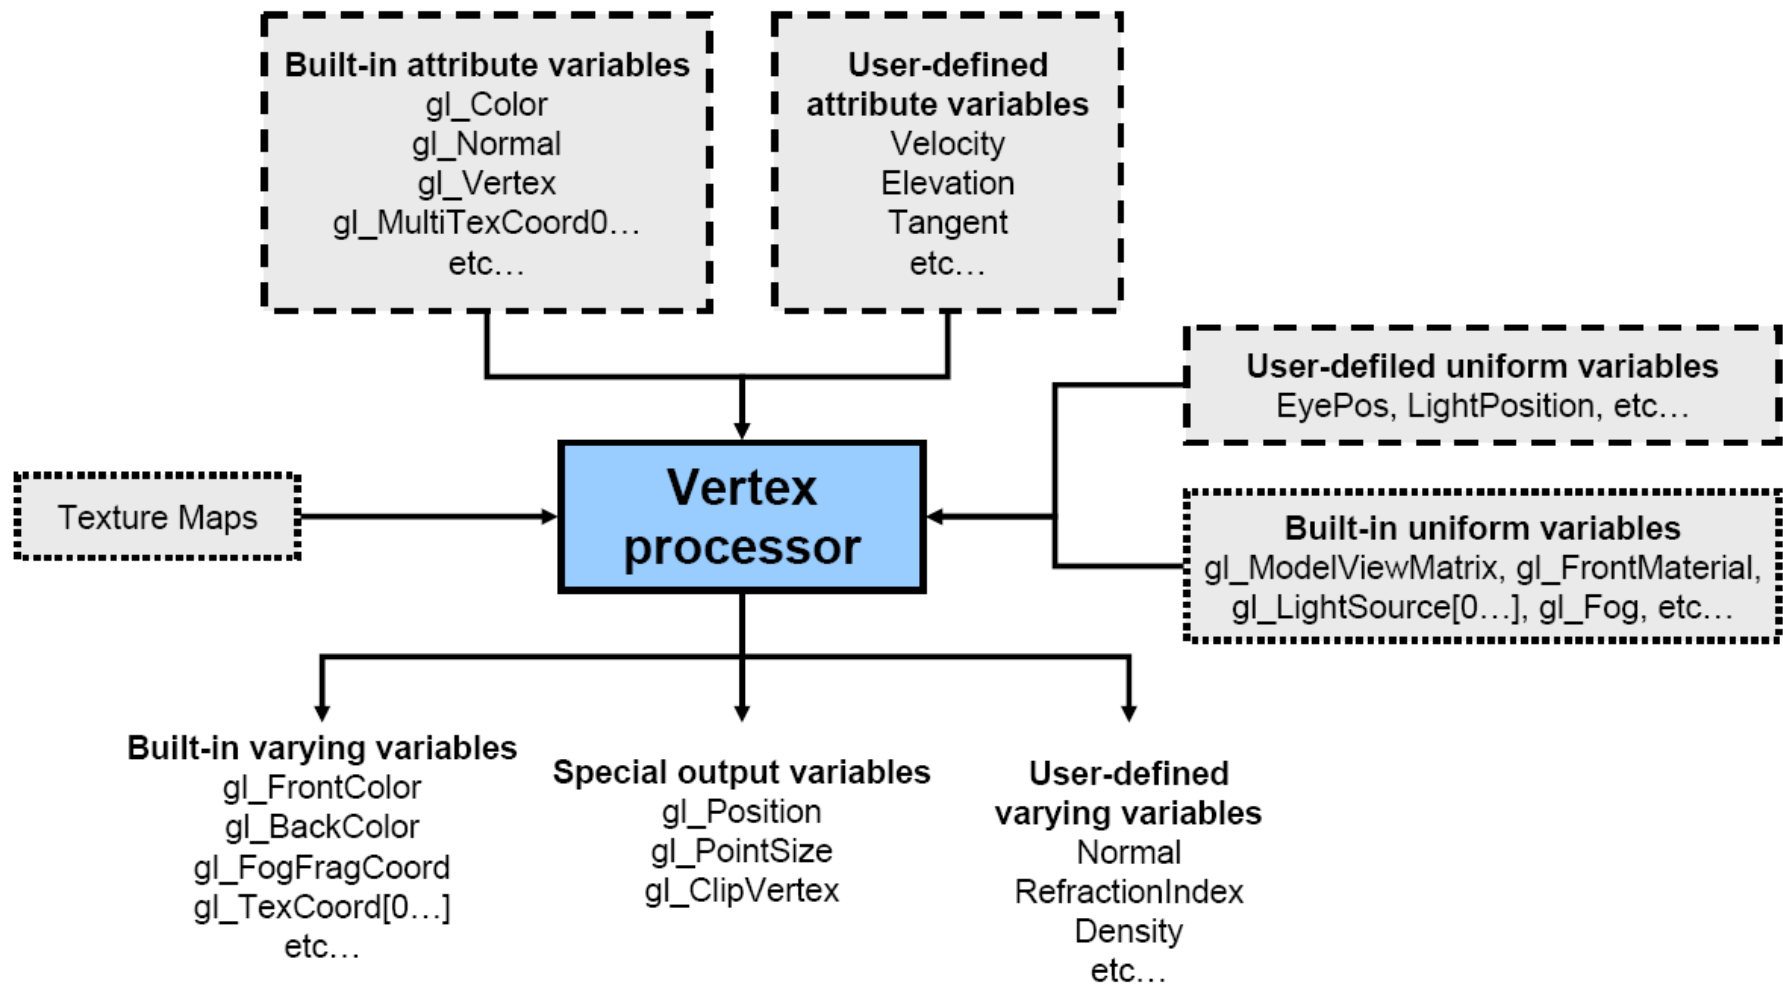 Built-in attribute variables
gl_Color
gl_Normal
gl_Vertex
gl_MultiTexCoord0…
etc…
User-defined
attribute variables
Velocity
Elevation
Tangent
etc…
User-defiled uniform variables
EyePos, LightPosition, etc…
Texture Maps
Vertex
processor
Built-in uniform variables
gl_ModelViewMatrix, gl_FrontMaterial,
gl_LightSource[0…], gl_Fog, etc…
Built-in varying variables
gl_FrontColor
gl_BackColor
gl_FogFragCoord
gl_TexCoord[0…]
etc…
Special output variables
gl_Position
gl_PointSize
gl_ClipVertex
User-defined
varying variables
Normal
RefractionIndex
Density
etc…